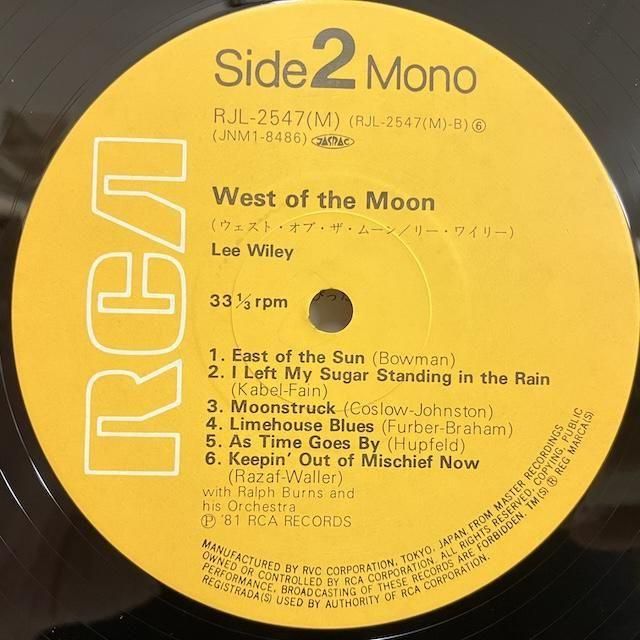 Side 2 Mono
RJL-2547(M) (RJL-2547(M)-B) ⑥
(JNM1-8486) JASRAC
West of the Moon
(ウェスト・オブ・ザ・ムーン/リー・ワイリー)
Lee Wiley
33 1/3 rpm
RCA
1. East of the Sun (Bowman)
2. I Left My Sugar Standing in the Rain
(Kabel-Fain)
3. Moonstruck (Coslow-Johnston)
4. Limehouse Blues (Furber-Braham)
5. As Time Goes By (Hupfeld)
6. Keepin' Out of Mischief Now
(Razaf-Waller)
with Ralph Burns and
his Orchestra
℗ '81 RCA RECORDS
MANUFACTURED BY RVC CORPORATION, TOKYO, JAPAN, FROM MASTER RECORDINGS
OWNED OR CONTROLLED BY RCA CORPORATION. ALL RIGHTS RESERVED, COPYING, PUBLIC
PERFORMANCE, BROADCASTING OF THESE RECORDS ARE FORBIDDEN. TM(S) ® REG MARCA(S)
REGISTRADA(S) USED BY AUTHORITY OF RCA CORPORATION.